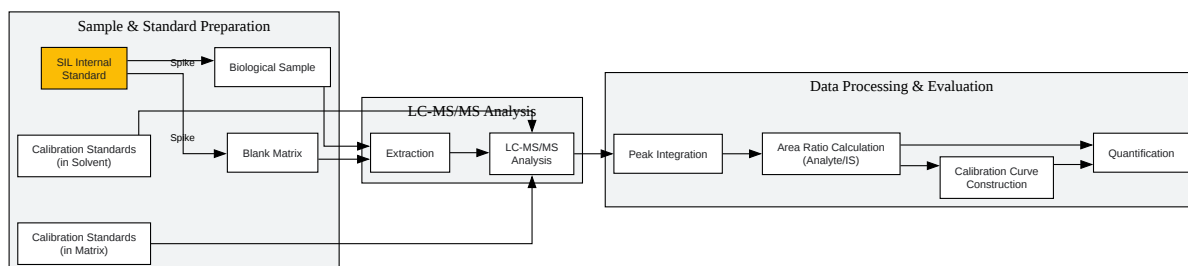 Sample & Standard Preparation
SIL Internal
Standard
Spike
Biological Sample
Spike
Calibration Standards
(in Solvent)
Blank Matrix
Calibration Standards
(in Matrix)
LC-MS/MS Analysis
Extraction
LC-MS/MS
Analysis
Data Processing & Evaluation
Peak Integration
Area Ratio Calculation
(Analyte/IS)
Calibration Curve
Construction
Quantification